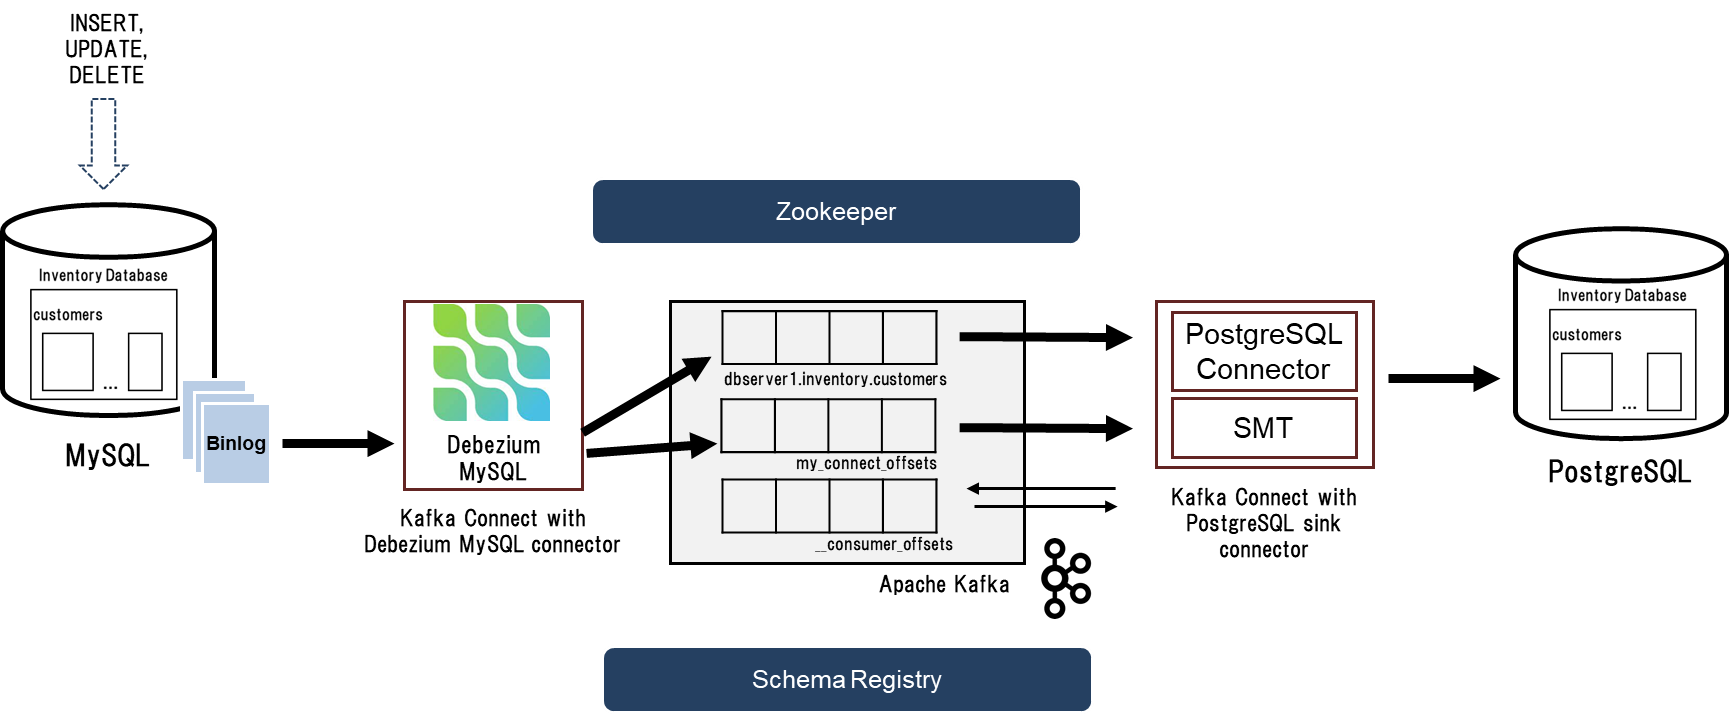 INSERT,
UPDATE,
DELETE
Inventory Database
customers
...
MySQL
Binlog
Debezium
MySQL
Kafka Connect with
Debezium MySQL connector
Zookeeper
dbserver1.inventory.customers
my_connect_offsets
__consumer_offsets
Apache Kafka
Schema Registry
PostgreSQL
Connector
SMT
Kafka Connect with
PostgreSQL sink
connector
Inventory Database
customers
...
PostgreSQL